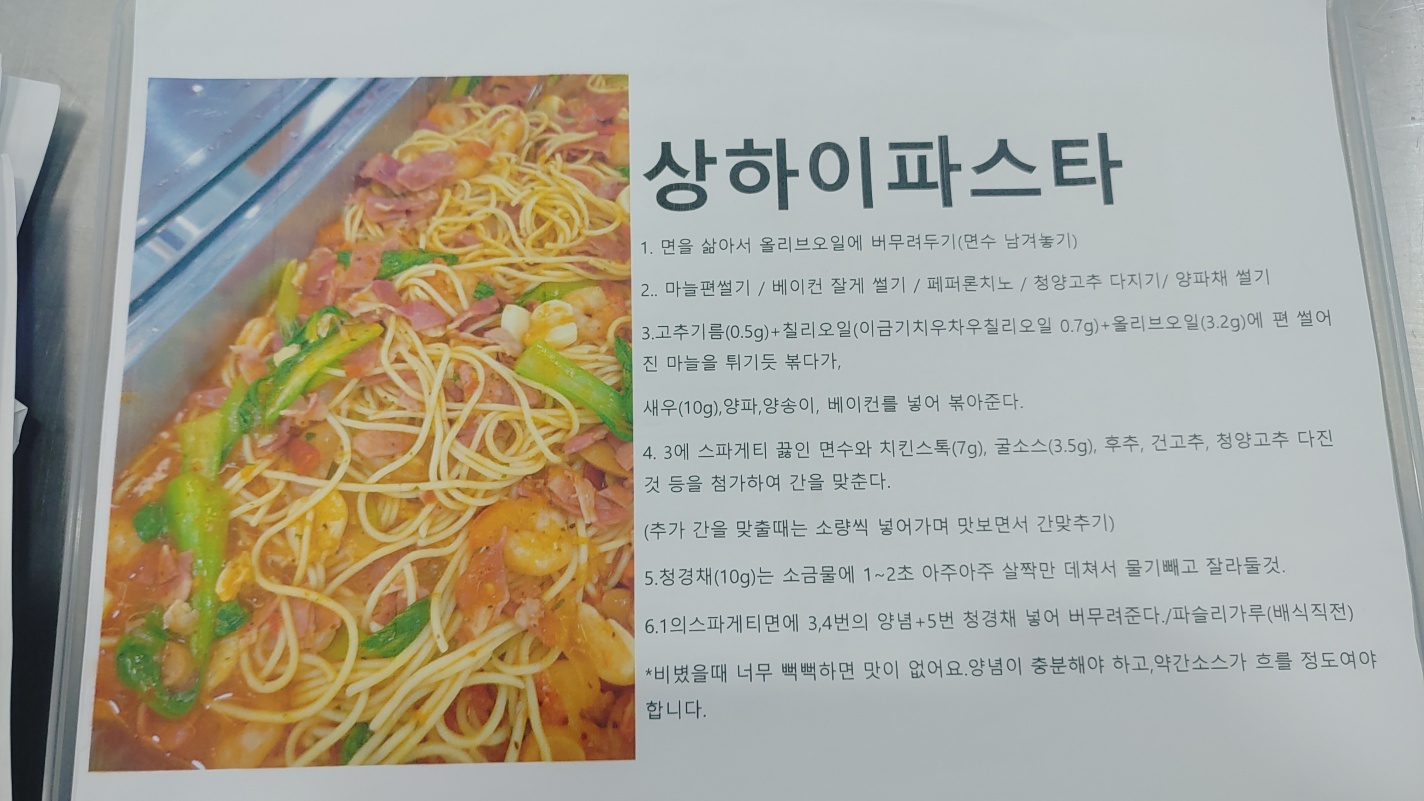 상하이파스타
1. 면을 삶아서 올리브오일에 버무려두기(면수 남겨놓기)
2.. 마늘편썰기 / 베이컨 잘게 썰기 / 페퍼론치노 / 청양고추 다지기/ 양파채 썰기
3.고추기름(0.5g)+칠리오일(이금기치우차우칠리오일 0.7g)+올리브오일(3.2g)에 편 썰어
진 마늘을 튀기듯 볶다가,
새우(10g),양파,양송이, 베이컨를 넣어 볶아준다.
4. 3에 스파게티 끓인 면수와 치킨스톡(7g), 굴소스(3.5g), 후추, 건고추, 청양고추 다진
것 등을 첨가하여 간을 맞춘다.
(추가 간을 맞출때는 소량씩 넣어가며 맛보면서 간맞추기)
5.청경채(10g)는 소금물에 1~2초 아주아주 살짝만 데쳐서 물기빼고 잘라둘것.
6.1의스파게티면에 3,4번의 양념+5번 청경채 넣어 버무려준다./파슬리가루(배식직전)
*비볐을때 너무 뻑뻑하면 맛이 없어요.양념이 충분해야 하고,약간소스가 흐를 정도여야
합니다.